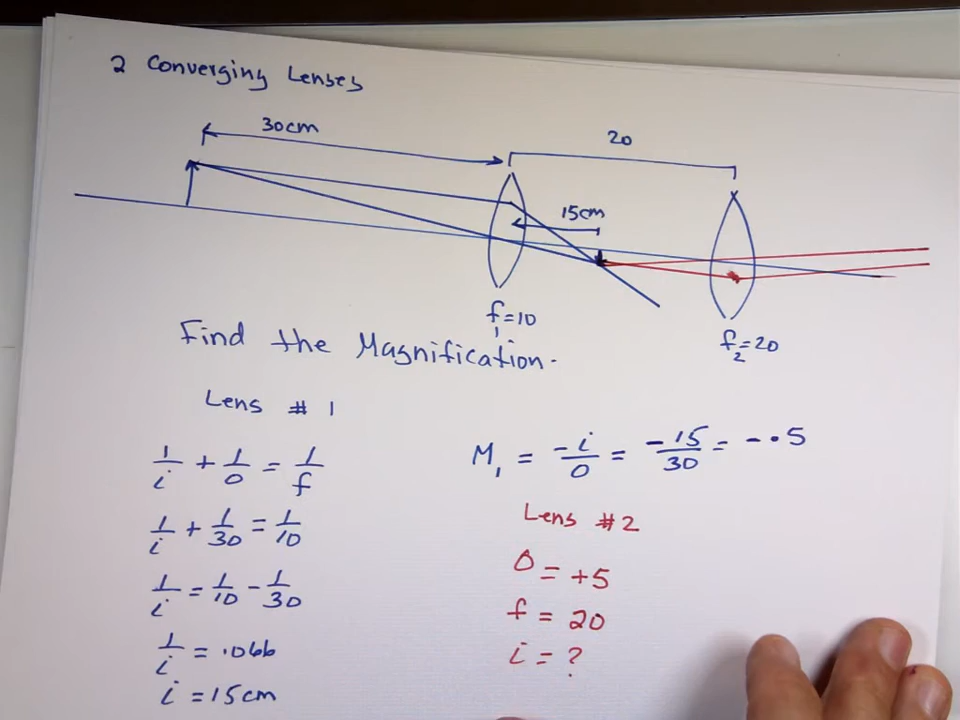 2 Converging Lenses
30cm
20
15cm
f₁=10
f₂=20
Find the Magnification.
Lens # 1
1/i + 1/o = 1/f
1/i + 1/30 = 1/10
1/i = 1/10 - 1/30
1/i = .066
i = 15cm
M₁ = -i/o = -15/30 = -.5
Lens #2
O = +5
f = 20
i = ?